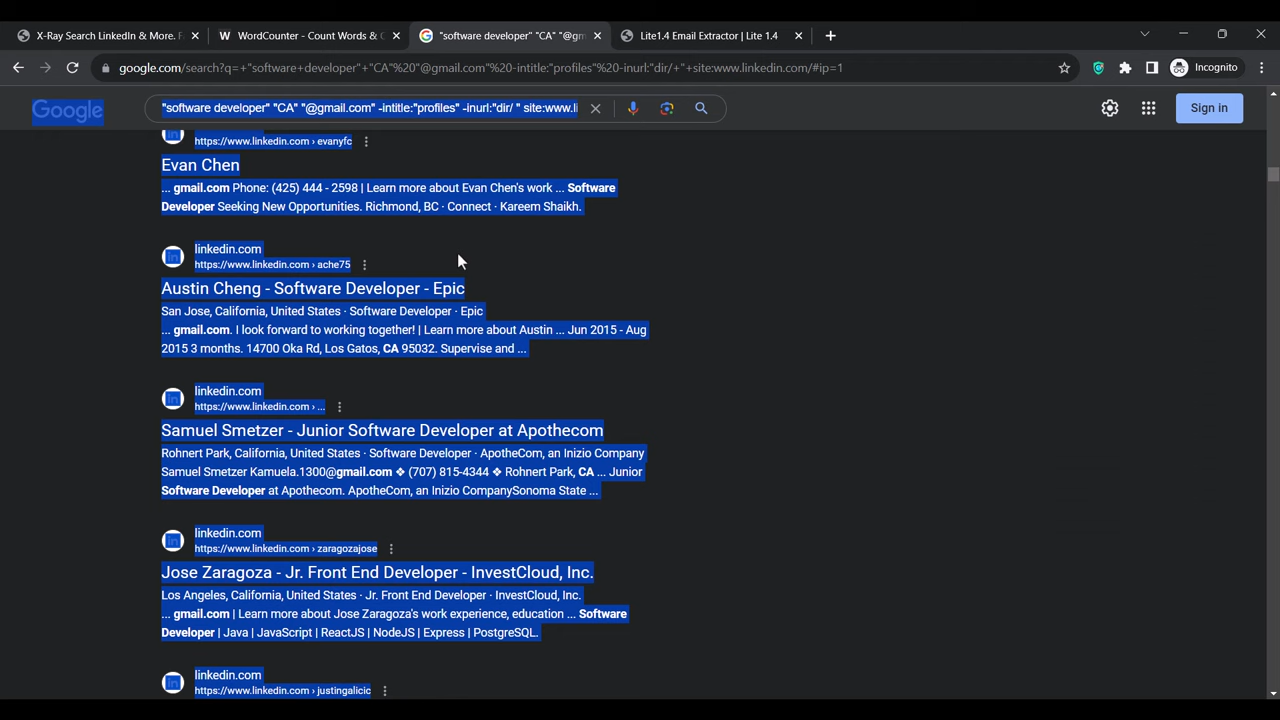 X-Ray Search LinkedIn & More. F
WordCounter - Count Words & C
"software developer" "CA" "@gm
Lite1.4 Email Extractor | Lite 1.4
google.com/search?q=+"software+developer"+"CA"%20"@gmail.com"%20-intitle:"profiles"%20-inurl:"dir/+"+site:www.linkedin.com/#ip=1
Incognito
Google
"software developer" "CA" "@gmail.com" -intitle:"profiles" -inurl:"dir/ " site:www.li
Sign in
https://www.linkedin.com › evanyfc
Evan Chen
... gmail.com Phone: (425) 444 - 2598 | Learn more about Evan Chen's work ... Software
Developer Seeking New Opportunities. Richmond, BC · Connect · Kareem Shaikh.
linkedin.com
https://www.linkedin.com › ache75
Austin Cheng - Software Developer - Epic
San Jose, California, United States · Software Developer · Epic
... gmail.com. I look forward to working together! | Learn more about Austin ... Jun 2015 - Aug
2015 3 months. 14700 Oka Rd, Los Gatos, CA 95032. Supervise and ...
linkedin.com
https://www.linkedin.com › ...
Samuel Smetzer - Junior Software Developer at Apothecom
Rohnert Park, California, United States · Software Developer · ApotheCom, an Inizio Company
Samuel Smetzer Kamuela.1300@gmail.com ❖ (707) 815-4344 ❖ Rohnert Park, CA ... Junior
Software Developer at Apothecom. ApotheCom, an Inizio CompanySonoma State ...
linkedin.com
https://www.linkedin.com › zaragozajose
Jose Zaragoza - Jr. Front End Developer - InvestCloud, Inc.
Los Angeles, California, United States · Jr. Front End Developer · InvestCloud, Inc.
... gmail.com | Learn more about Jose Zaragoza's work experience, education ... Software
Developer | Java | JavaScript | ReactJS | NodeJS | Express | PostgreSQL.
linkedin.com
https://www.linkedin.com › justingalicic